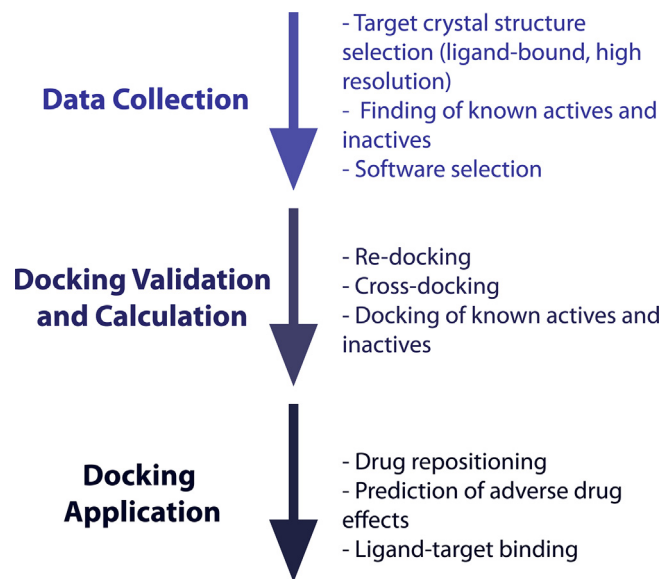 Data Collection
- Target crystal structure
selection (ligand-bound, high
resolution)
- Finding of known actives and
inactives
- Software selection
Docking Validation
and Calculation
- Re-docking
- Cross-docking
- Docking of known actives and
inactives
Docking
Application
- Drug repositioning
- Prediction of adverse drug
effects
- Ligand-target binding